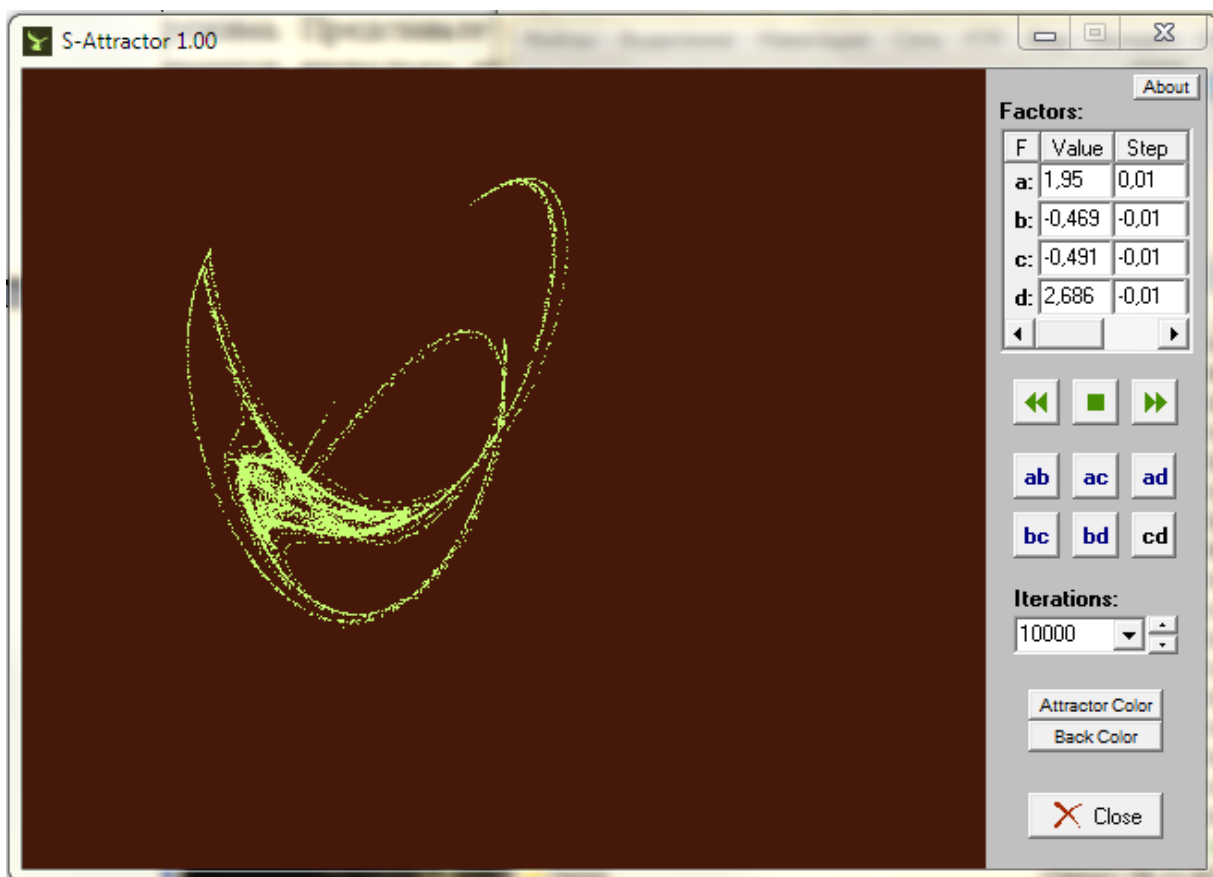 S-Attractor 1.00
About
Factors:
F Value Step
a: 1,95 0,01
b: -0,469 -0,01
c: -0,491 -0,01
d: 2,686 -0,01
ab ac ad
bc bd cd
Iterations:
10000
Attractor Color
Back Color
Close